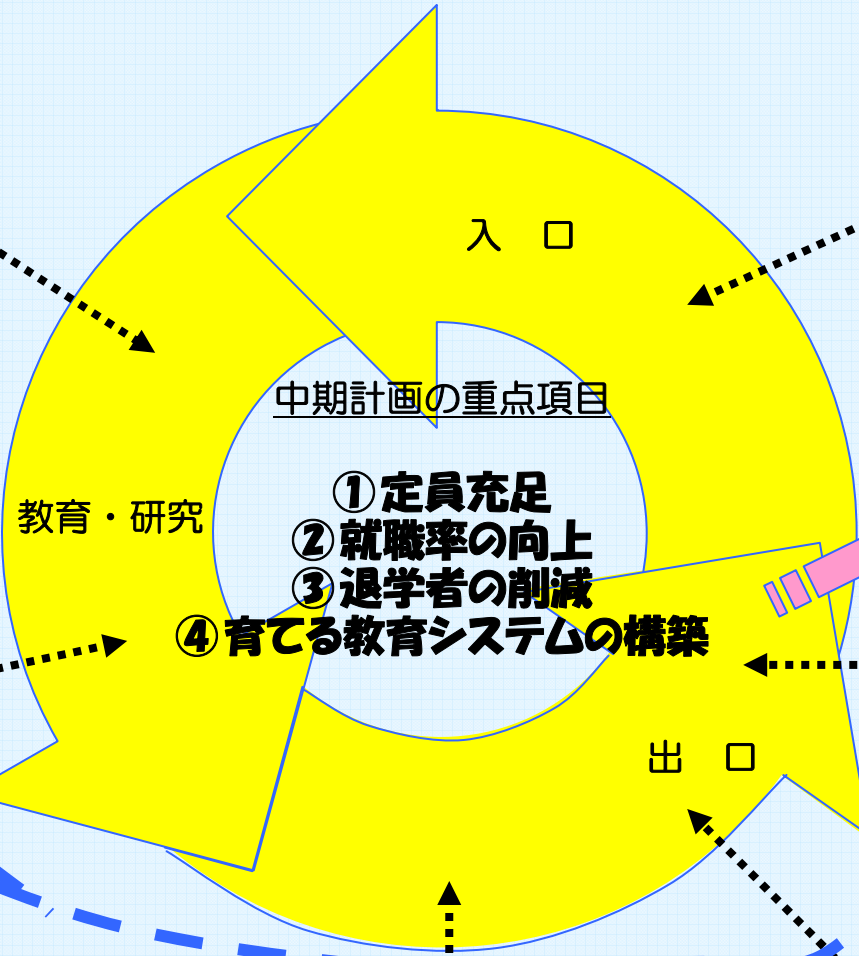 入　口
中期計画の重点項目
①定員充足
②就職率の向上
③退学者の削減
④育てる教育システムの構築
教育・研究
出　口